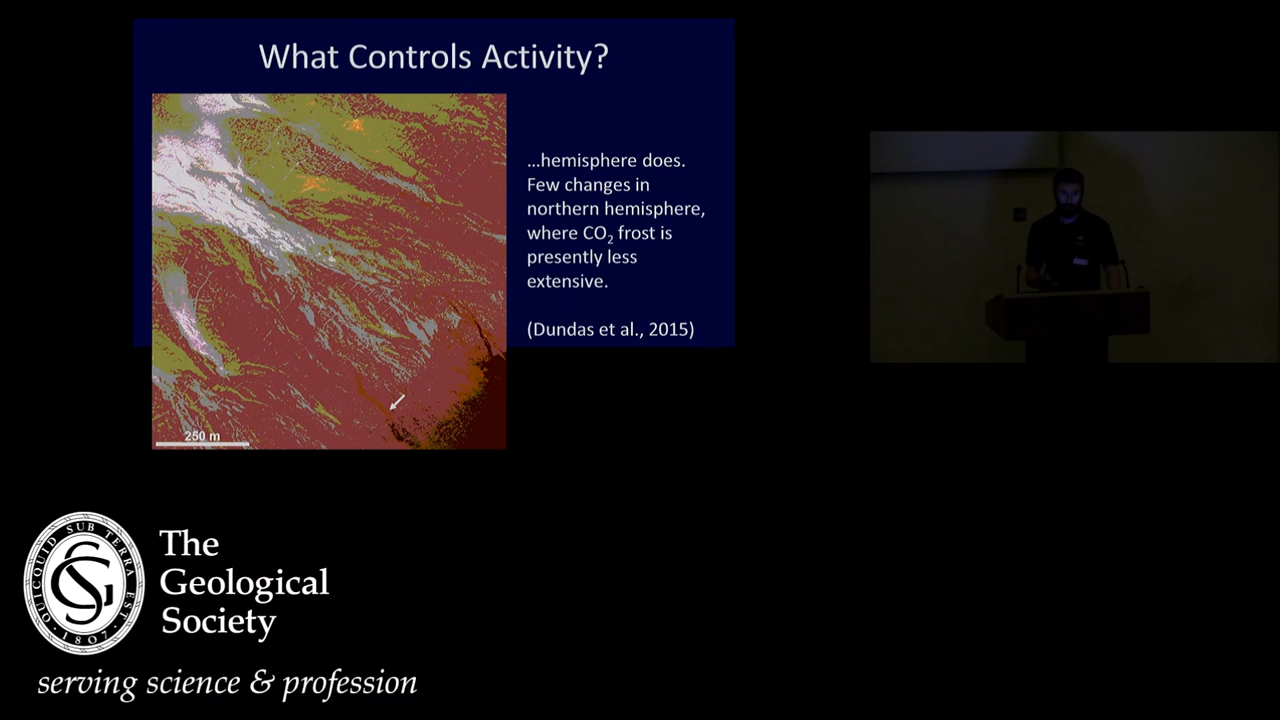 What Controls Activity?
...hemisphere does.
Few changes in
northern hemisphere,
where CO₂ frost is
presently less
extensive.
(Dundas et al., 2015)
250 m
QUICQUID SUB TERRA EST
· 1807 ·
GS
The
Geological
Society
serving science & profession